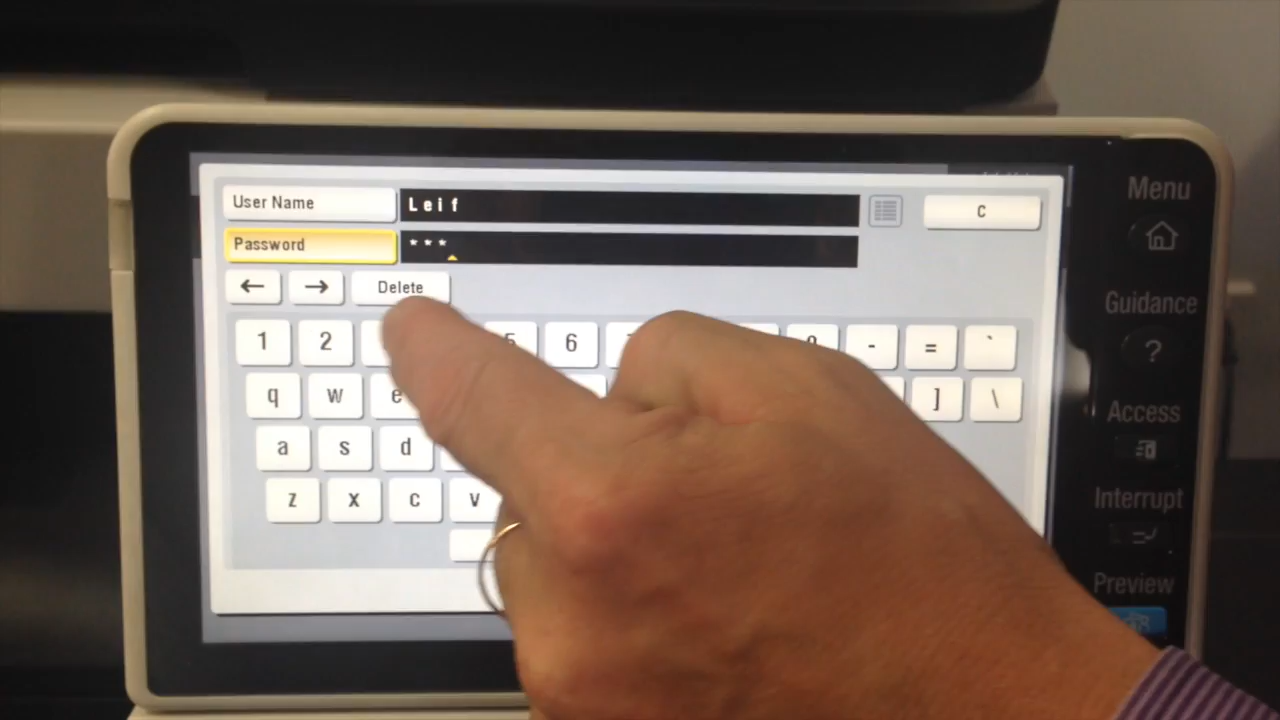 User Name Leif C
Password ***
← → Delete
1 2 5 6 - = `
q w e ] \
a s d
z x c v
Menu
Guidance
?
Access
Interrupt
Preview